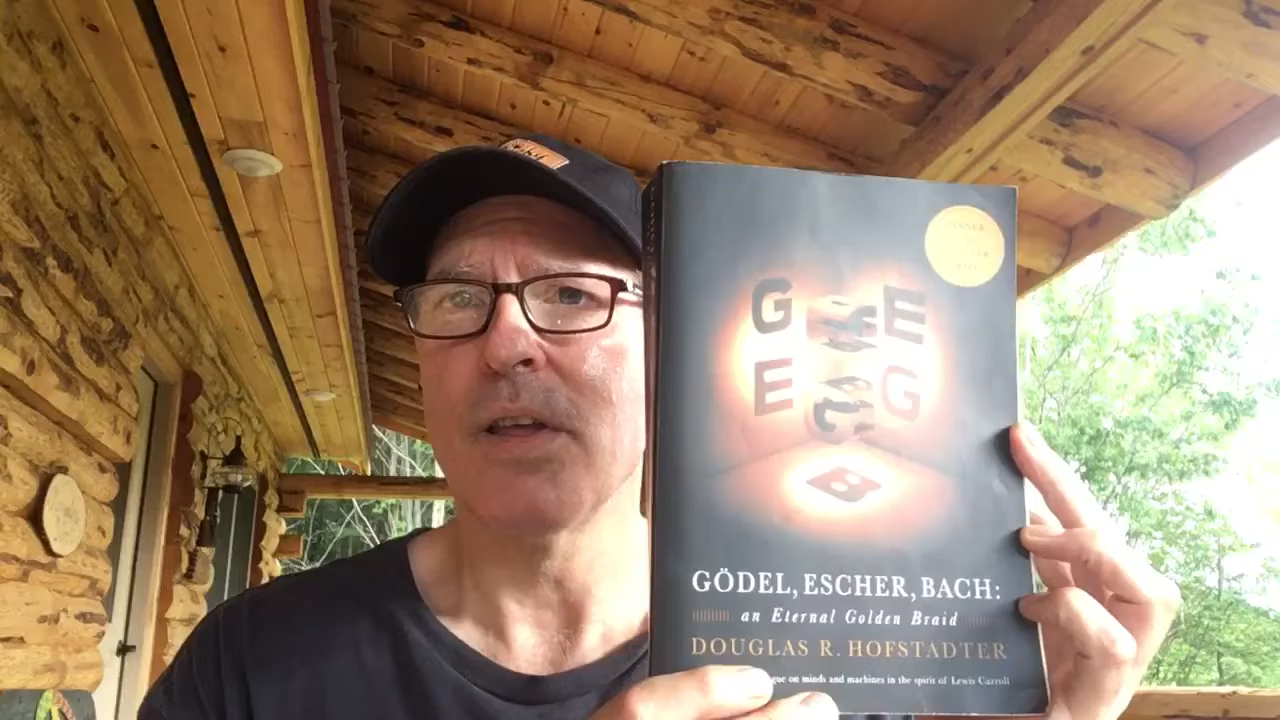 WINNER
G E
E G
GÖDEL, ESCHER, BACH:
an Eternal Golden Braid
DOUGLAS R. HOFSTADTER
on minds and machines in the spirit of Lewis Carroll